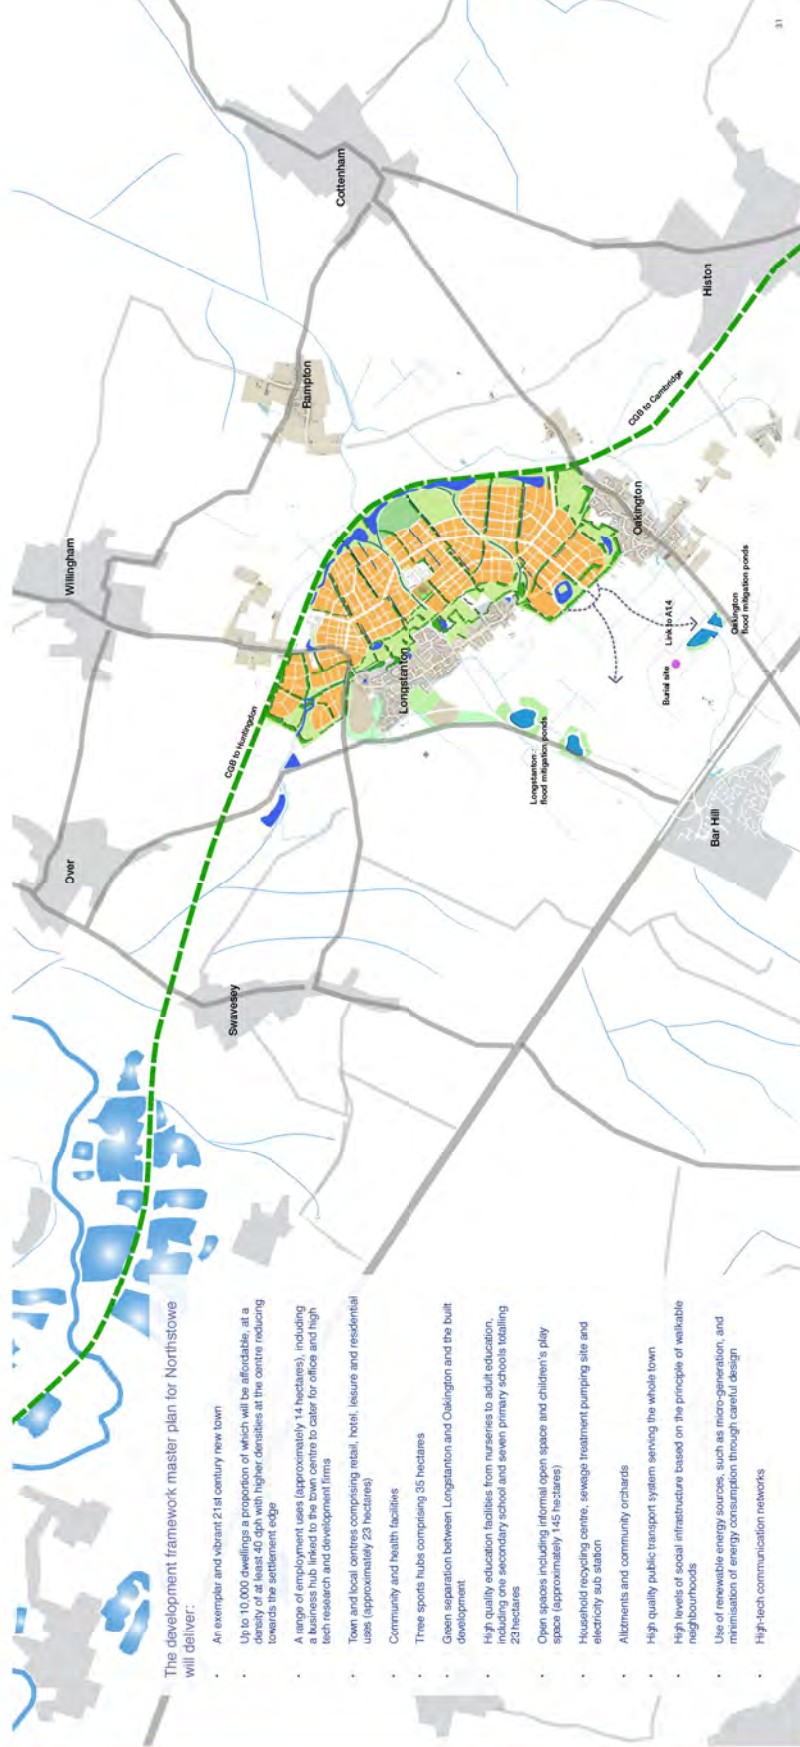 The development framework master plan for Northstowe
will deliver:
• An exemplar and vibrant 21st century new town
• Up to 10,000 dwellings a proportion of which will be affordable, at a
density of at least 40 dph with higher densities at the centre reducing
towards the settlement edge
• A range of employment uses (approximately 14 hectares), including
a business hub linked to the town centre to cater for office and high
tech research and development firms
• Town and local centres comprising retail, hotel, leisure and residential
uses (approximately 23 hectares)
• Community and health facilities
• Three sports hubs comprising 35 hectares
• Green separation between Longstanton and Oakington and the built
development
• High quality education facilities from nurseries to adult education,
including one secondary school and seven primary schools totalling
23 hectares
• Open spaces including informal open space and children's play
space (approximately 145 hectares)
• Household recycling centre, sewage treatment pumping site and
electricity sub station
• Allotments and community orchards
• High quality public transport system serving the whole town
• High levels of social infrastructure based on the principle of walkable
neighbourhoods
• Use of renewable energy sources, such as micro-generation, and
minimisation of energy consumption through careful design
• High-tech communication networks
Over
Swavesey
Willingham
CGB to Huntingdon
Longstanton
Longstanton
flood mitigation ponds
Bar Hill
Rampton
Cottenham
Oakington
Link to A14
Burial site
Oakington
flood mitigation ponds
CGB to Cambridge
Histon
31